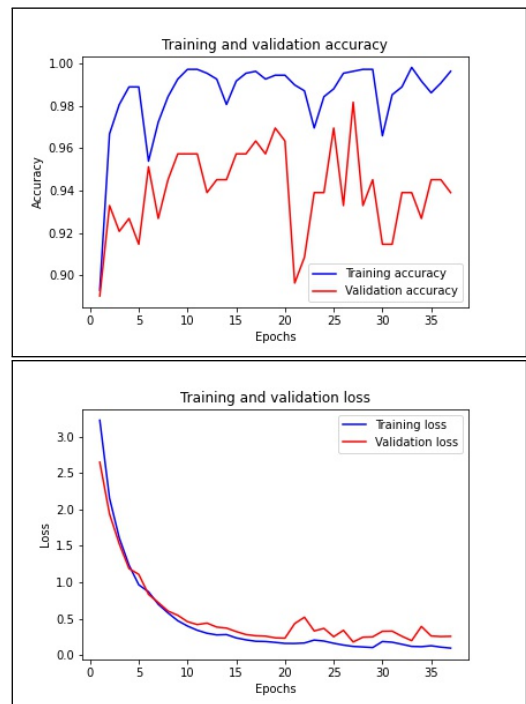 Training and validation accuracy
1.00
0.98
0.96
0.94
0.92
0.90
Accuracy
Training accuracy
Validation accuracy
0 5 10 15 20 25 30 35
Epochs
Training and validation loss
3.0
2.5
2.0
1.5
1.0
0.5
0.0
Loss
Training loss
Validation loss
0 5 10 15 20 25 30 35
Epochs